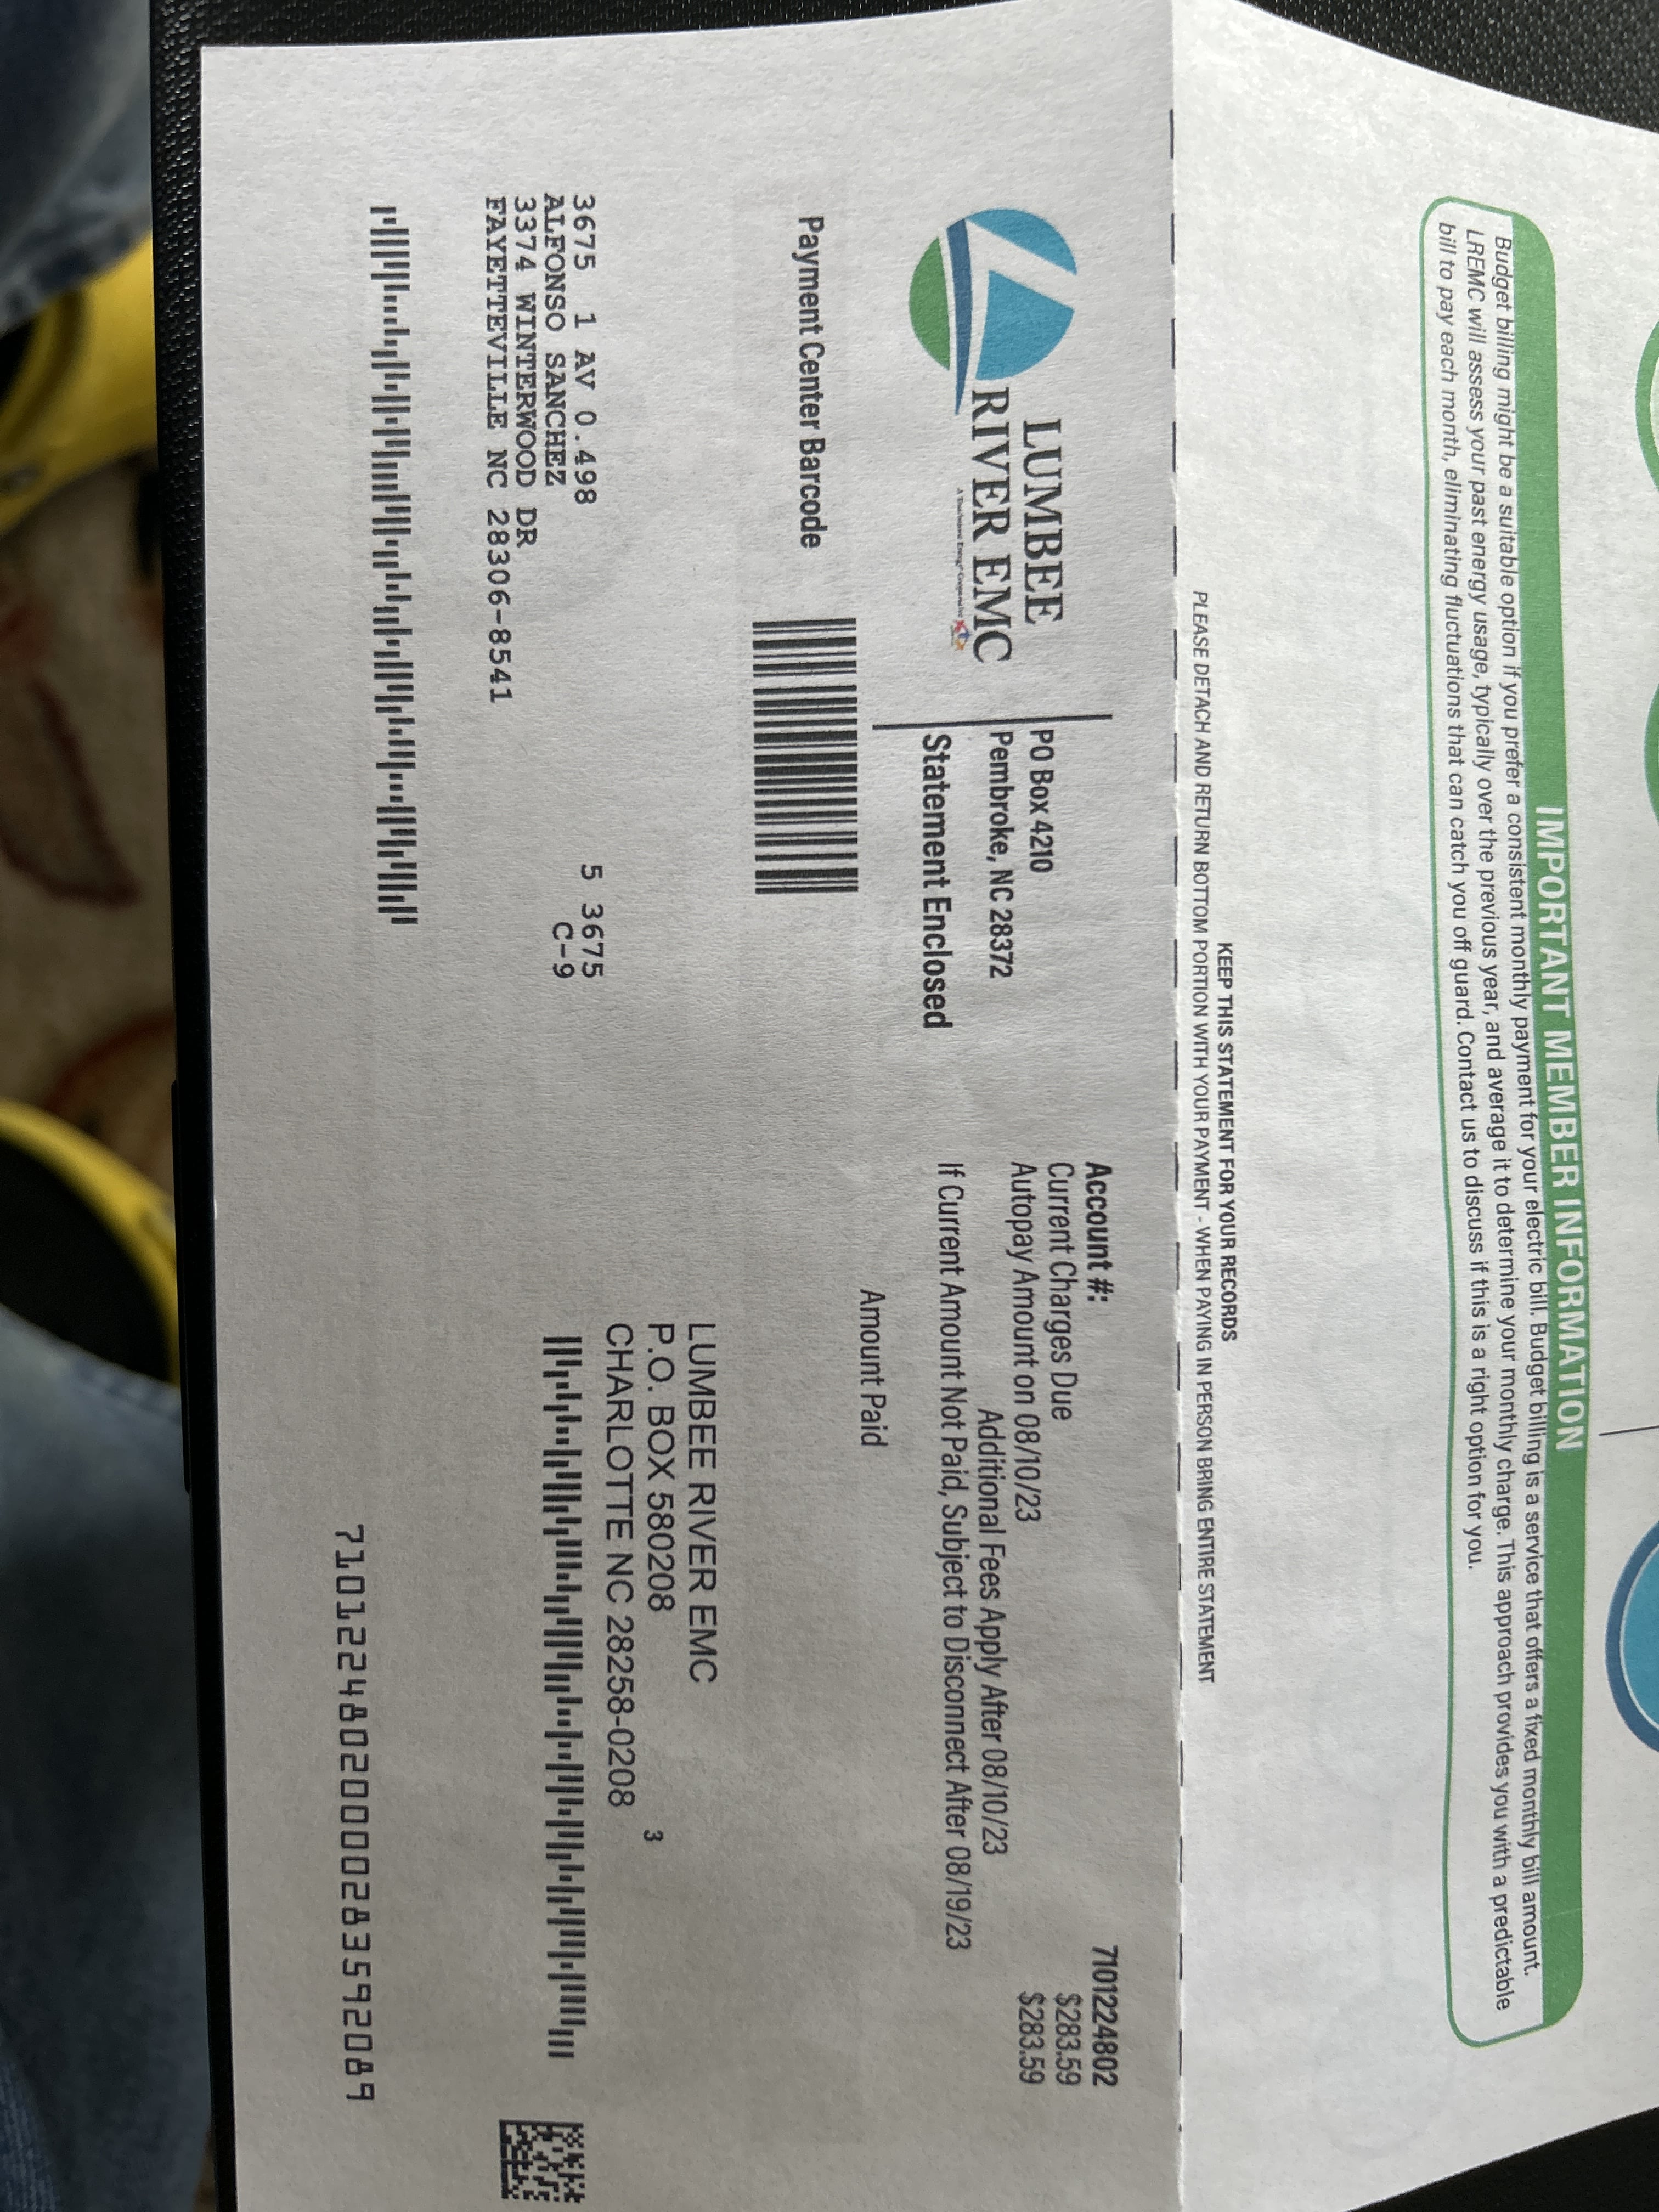 IMPORTANT MEMBER INFORMATION
Budget billing might be a suitable option if you prefer a consistent monthly payment for your electric bill. Budget billing is a service that offers a fixed monthly bill amount.
LREMC will assess your past energy usage, typically over the previous year, and average it to determine your monthly charge. This approach provides you with a predictable
bill to pay each month, eliminating fluctuations that can catch you off guard. Contact us to discuss if this is a right option for you.
KEEP THIS STATEMENT FOR YOUR RECORDS
PLEASE DETACH AND RETURN BOTTOM PORTION WITH YOUR PAYMENT - WHEN PAYING IN PERSON BRING ENTIRE STATEMENT
LUMBEE
RIVER EMC
PO Box 4210
Pembroke, NC 28372
Statement Enclosed
Account #: 7101224802
Current Charges Due $283.59
Autopay Amount on 08/10/23 $283.59
Additional Fees Apply After 08/10/23
If Current Amount Not Paid, Subject to Disconnect After 08/19/23
Amount Paid
Payment Center Barcode
3675 1 AV 0.498
ALFONSO SANCHEZ
3374 WINTERWOOD DR
FAYETTEVILLE NC 28306-8541
5 3675
C-9
LUMBEE RIVER EMC
P.O. BOX 580208
CHARLOTTE NC 28258-0208
3
71012248020000283592089